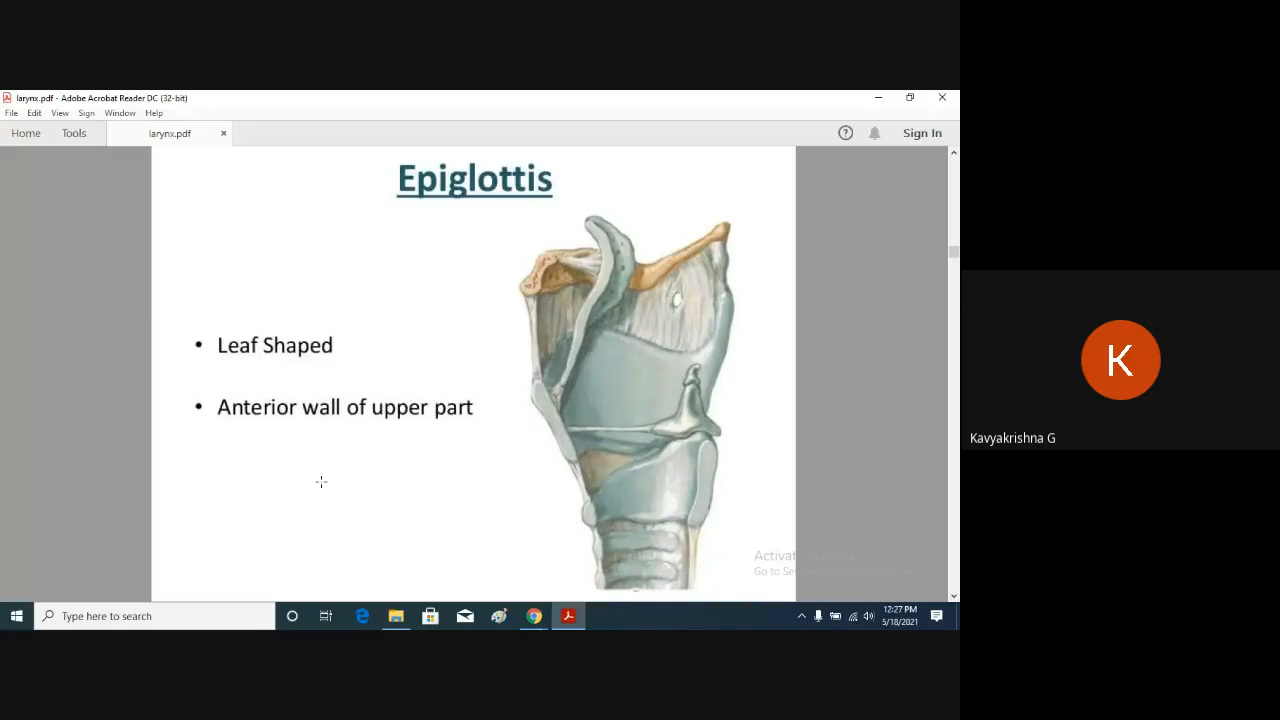 larynx.pdf - Adobe Acrobat Reader DC (32-bit)
File Edit View Sign Window Help
Home Tools larynx.pdf × Sign In
Epiglottis
• Leaf Shaped
• Anterior wall of upper part
K
Kavyakrishna G
Go to
Type here to search
12:27 PM
5/18/2021